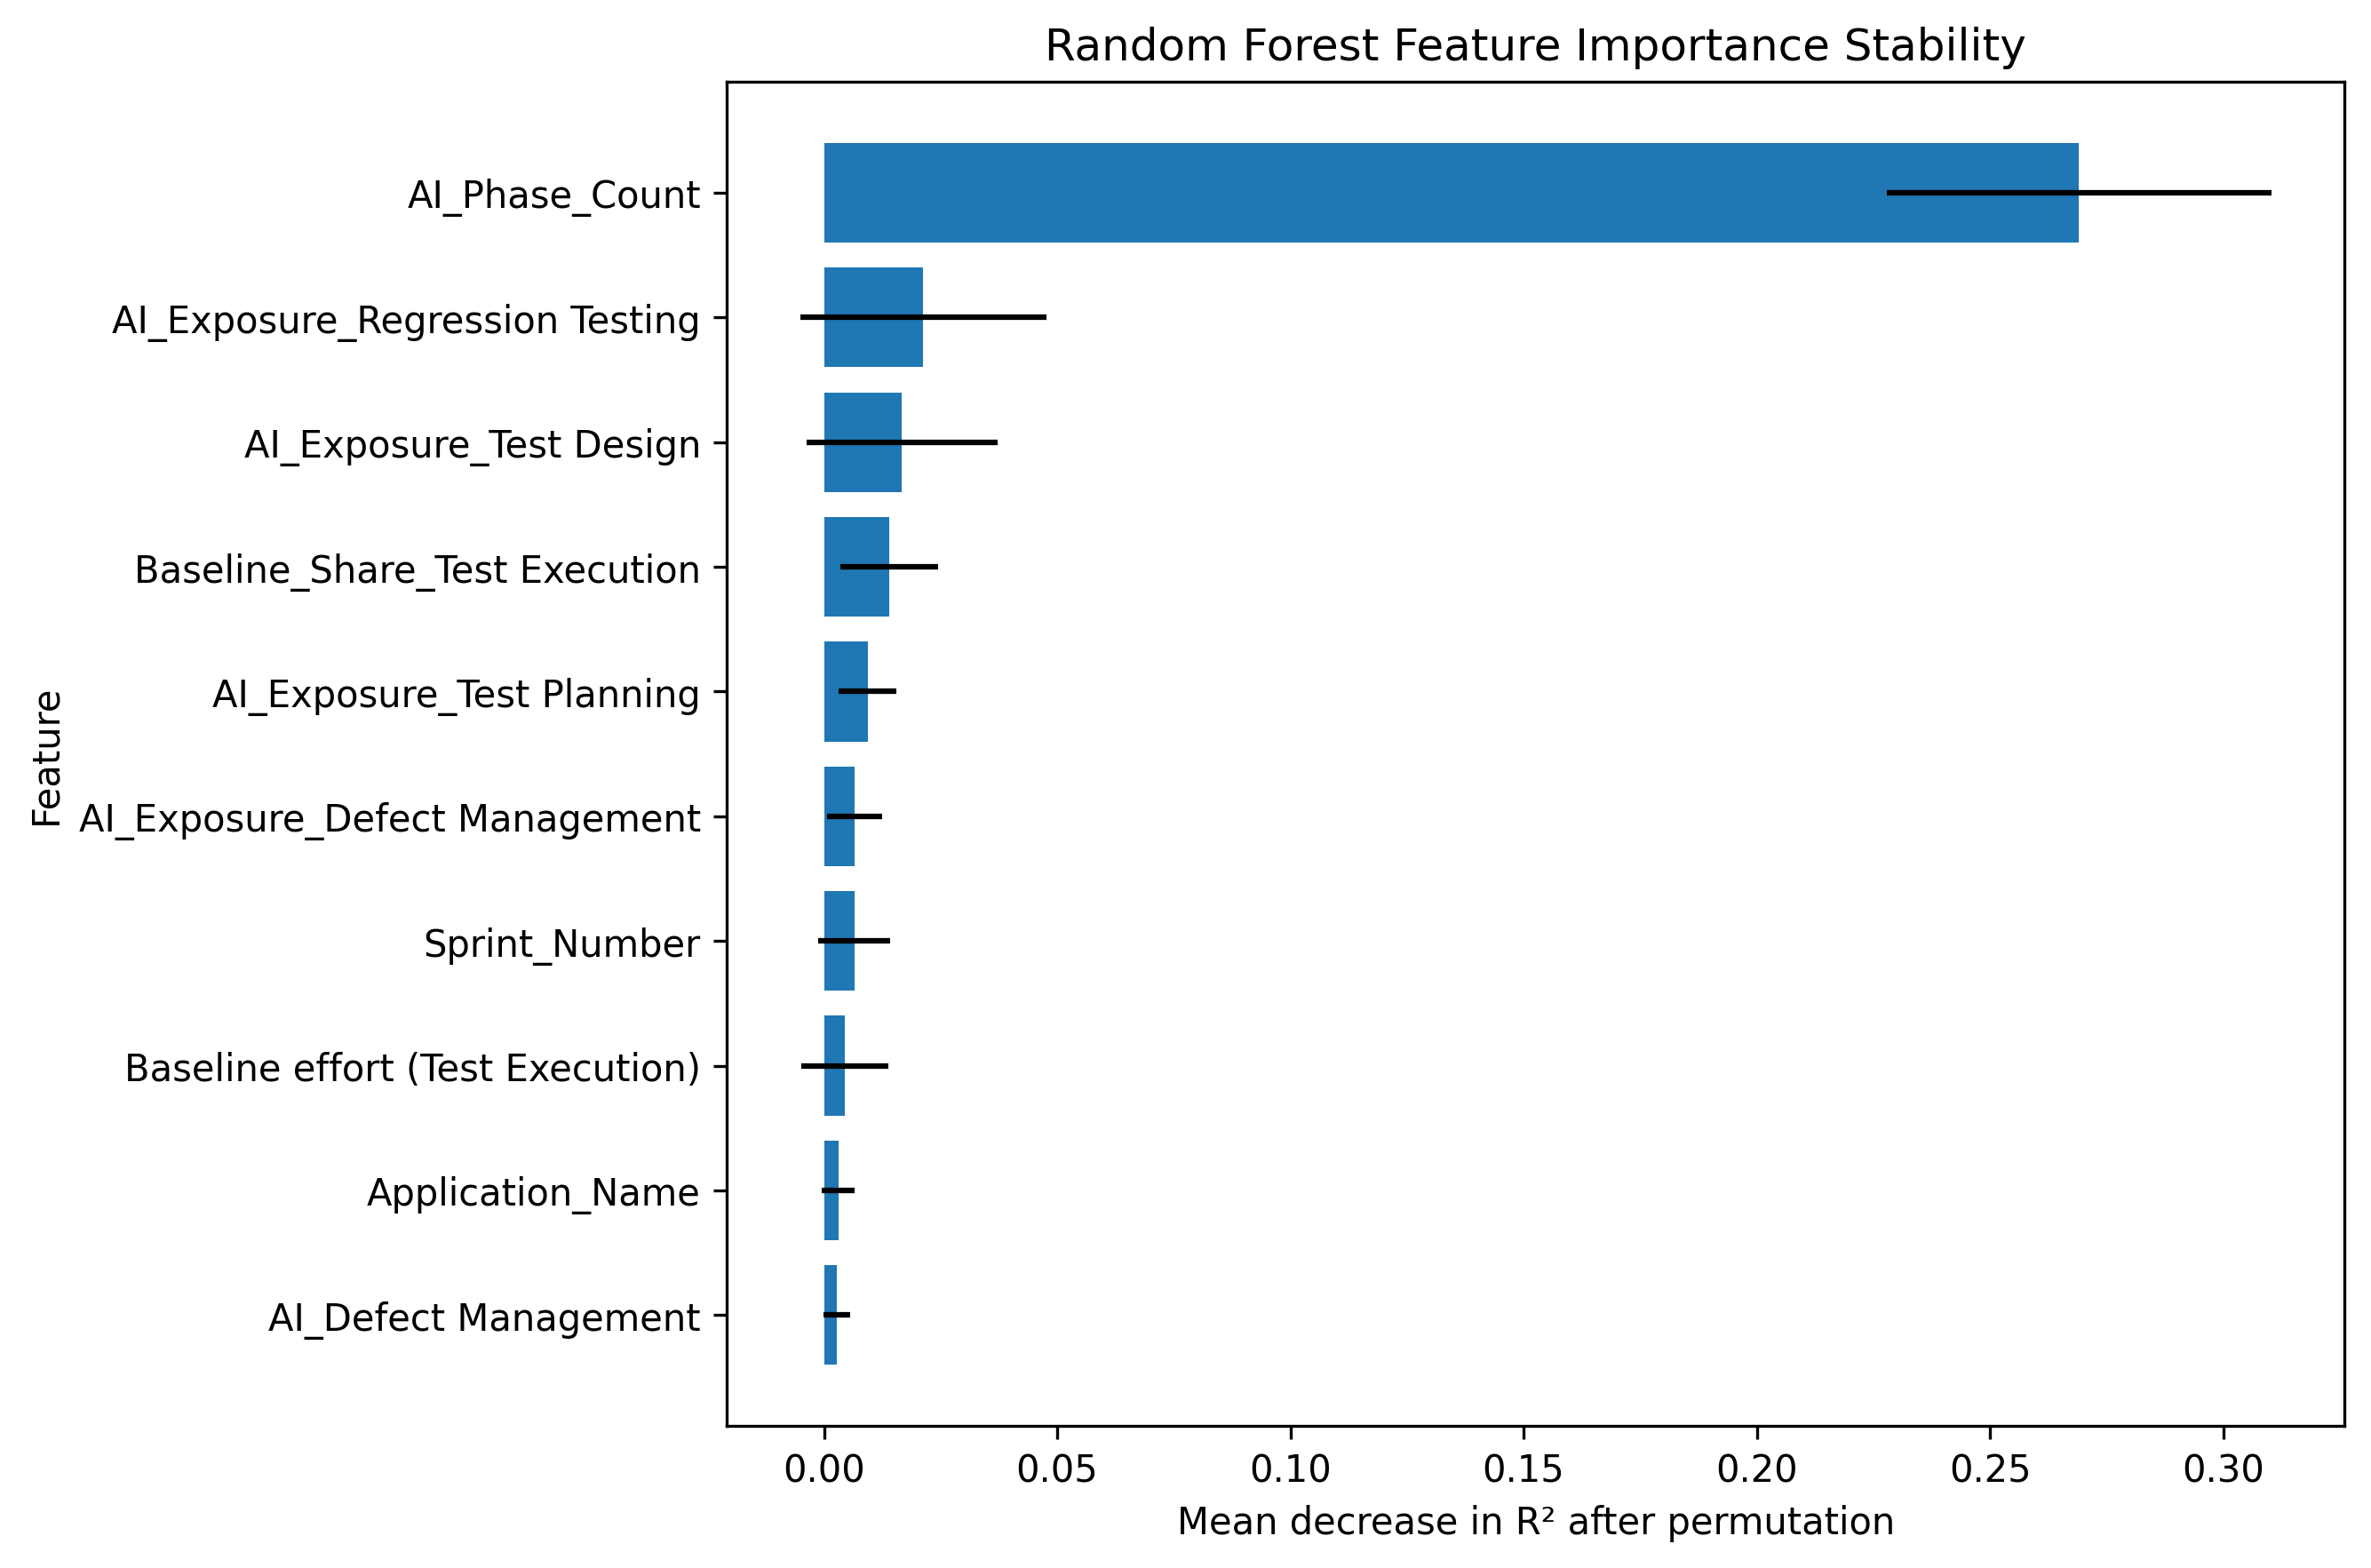 Random Forest Feature Importance Stability
AI_Phase_Count
AI_Exposure_Regression Testing
AI_Exposure_Test Design
Baseline_Share_Test Execution
AI_Exposure_Test Planning
AI_Exposure_Defect Management
Sprint_Number
Baseline effort (Test Execution)
Application_Name
AI_Defect Management
Feature
0.00 0.05 0.10 0.15 0.20 0.25 0.30
Mean decrease in R² after permutation